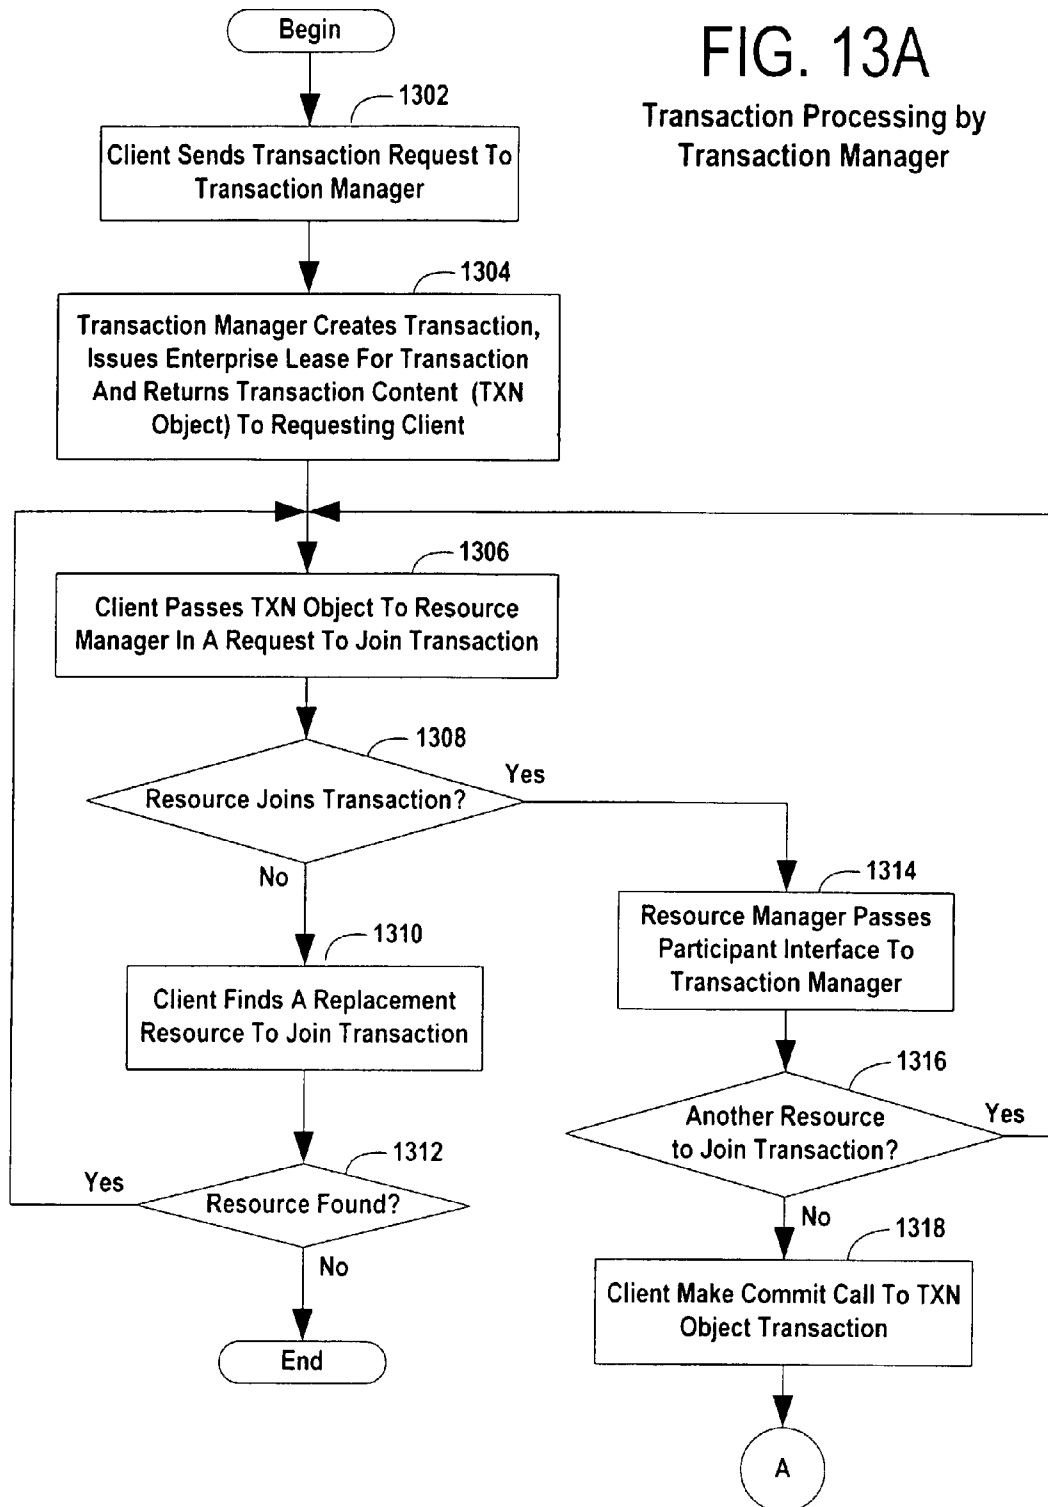 Begin
FIG. 13A
Transaction Processing by
Transaction Manager
1302
Client Sends Transaction Request To
Transaction Manager
1304
Transaction Manager Creates Transaction,
Issues Enterprise Lease For Transaction
And Returns Transaction Content (TXN
Object) To Requesting Client
1306
Client Passes TXN Object To Resource
Manager In A Request To Join Transaction
1308
Resource Joins Transaction?
Yes
No
1310
Client Finds A Replacement
Resource To Join Transaction
1312
Resource Found?
Yes
No
End
1314
Resource Manager Passes
Participant Interface To
Transaction Manager
1316
Another Resource
to Join Transaction?
Yes
No
1318
Client Make Commit Call To TXN
Object Transaction
A